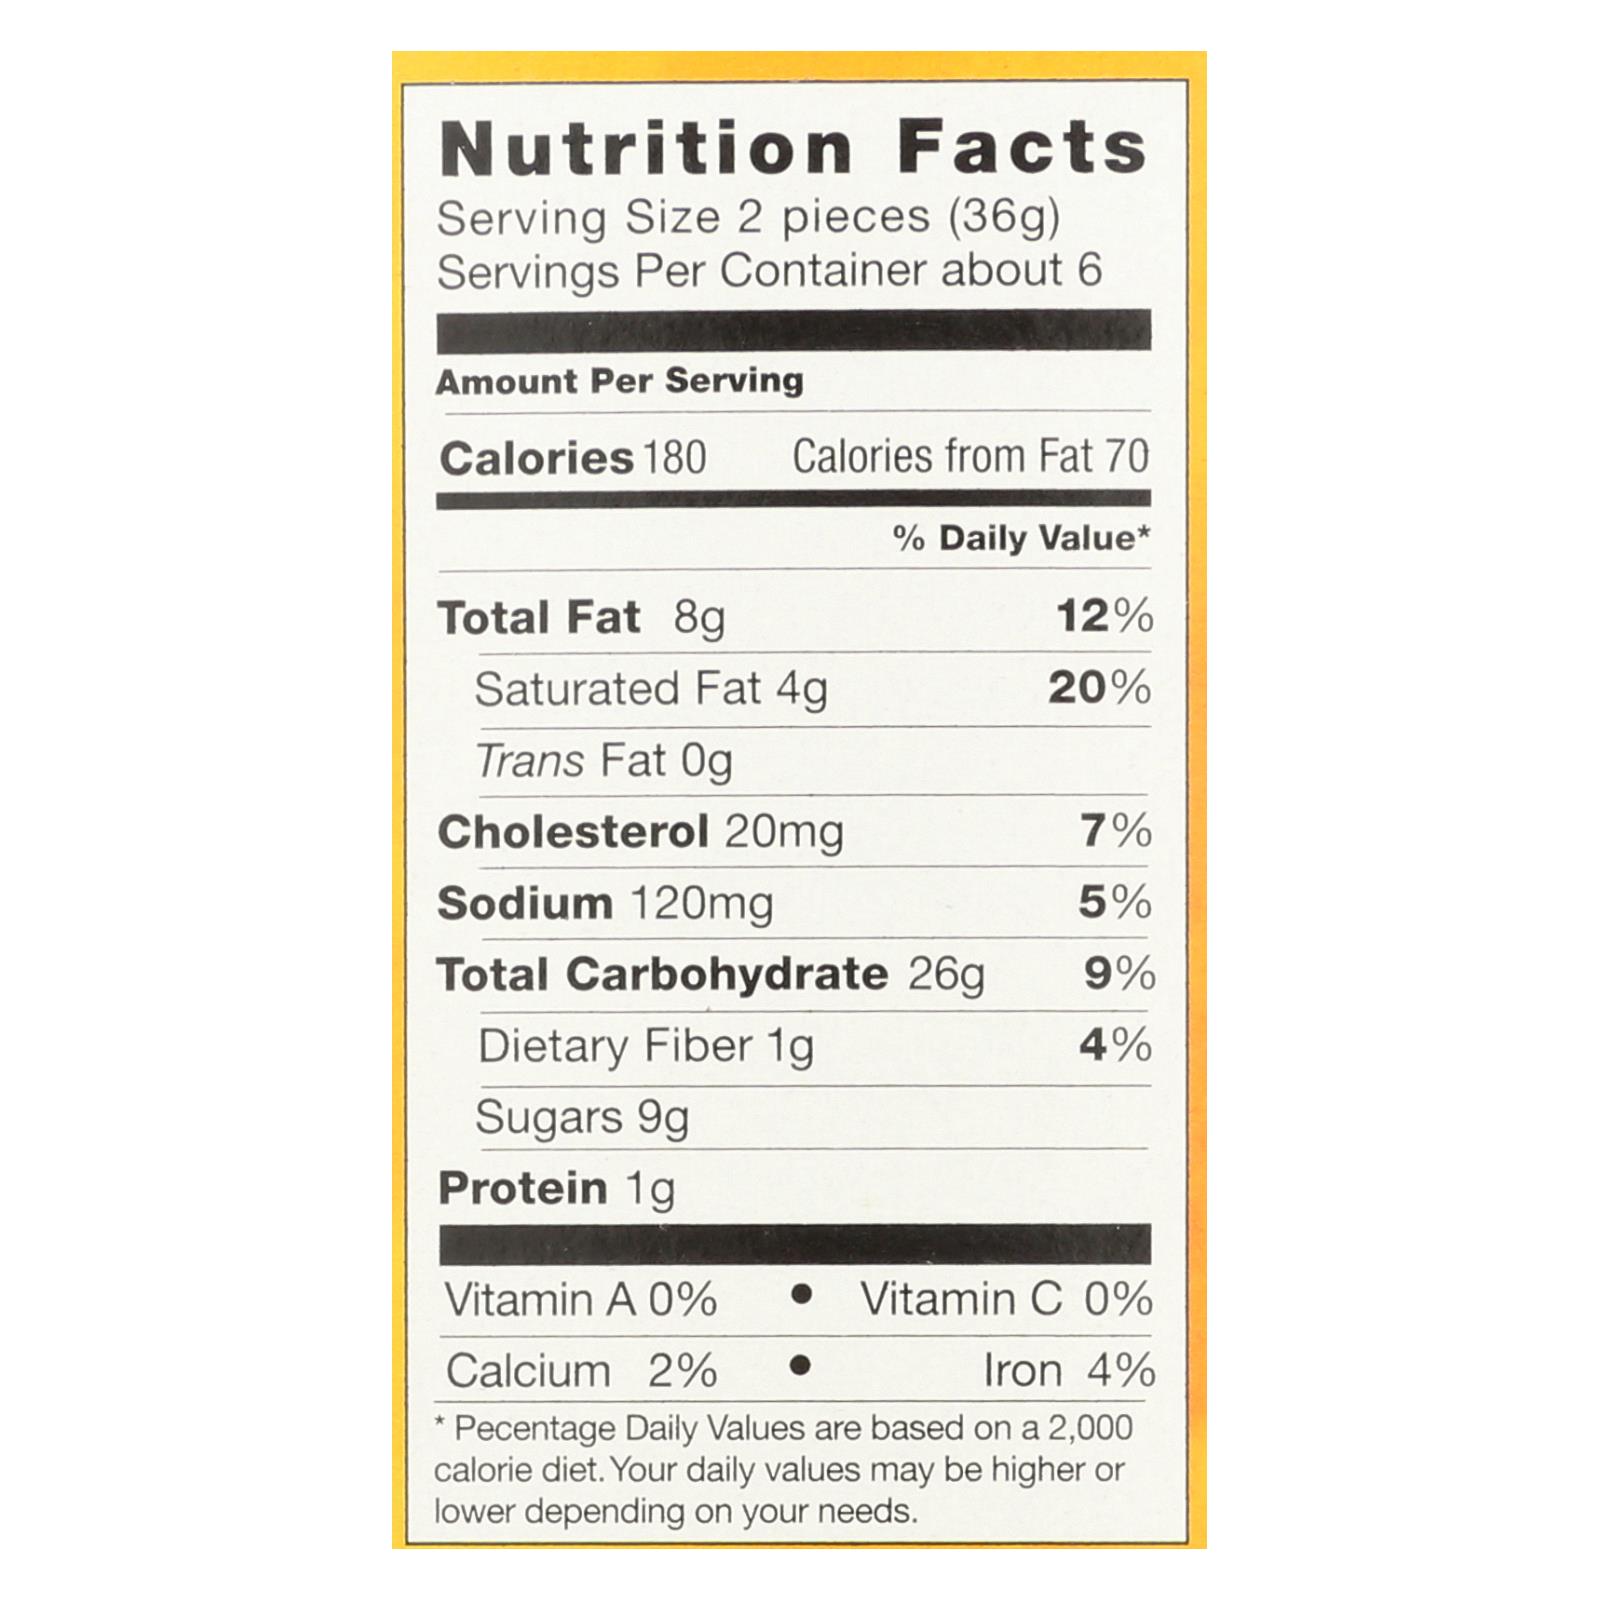 Nutrition Facts
Serving Size 2 pieces (36g)
Servings Per Container about 6
Amount Per Serving
Calories 180 Calories from Fat 70
% Daily Value*
Total Fat 8g 12%
Saturated Fat 4g 20%
Trans Fat 0g
Cholesterol 20mg 7%
Sodium 120mg 5%
Total Carbohydrate 26g 9%
Dietary Fiber 1g 4%
Sugars 9g
Protein 1g
Vitamin A 0% • Vitamin C 0%
Calcium 2% • Iron 4%
* Pecentage Daily Values are based on a 2,000
calorie diet. Your daily values may be higher or
lower depending on your needs.